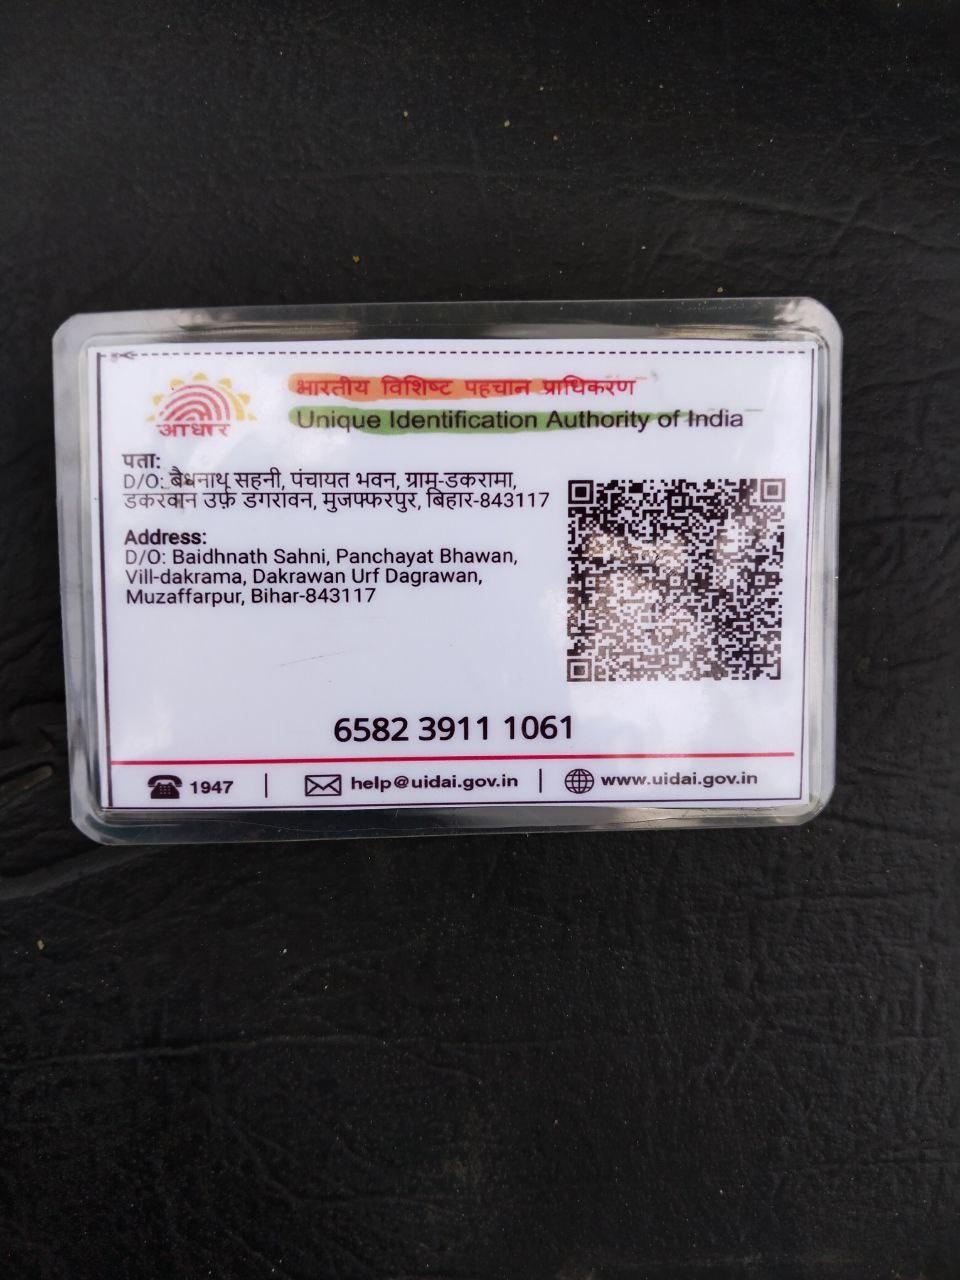 आधार
भारतीय विशिष्ट पहचान प्राधिकरण
Unique Identification Authority of India
पता:
D/O: बैधनाथ सहनी, पंचायत भवन, ग्राम-डकरामा,
डकरवान उर्फ़ डगरावन, मुजफ्फरपुर, बिहार-843117
Address:
D/O: Baidhnath Sahni, Panchayat Bhawan,
Vill-dakrama, Dakrawan Urf Dagrawan,
Muzaffarpur, Bihar-843117
6582 3911 1061
1947 | help@uidai.gov.in | www.uidai.gov.in